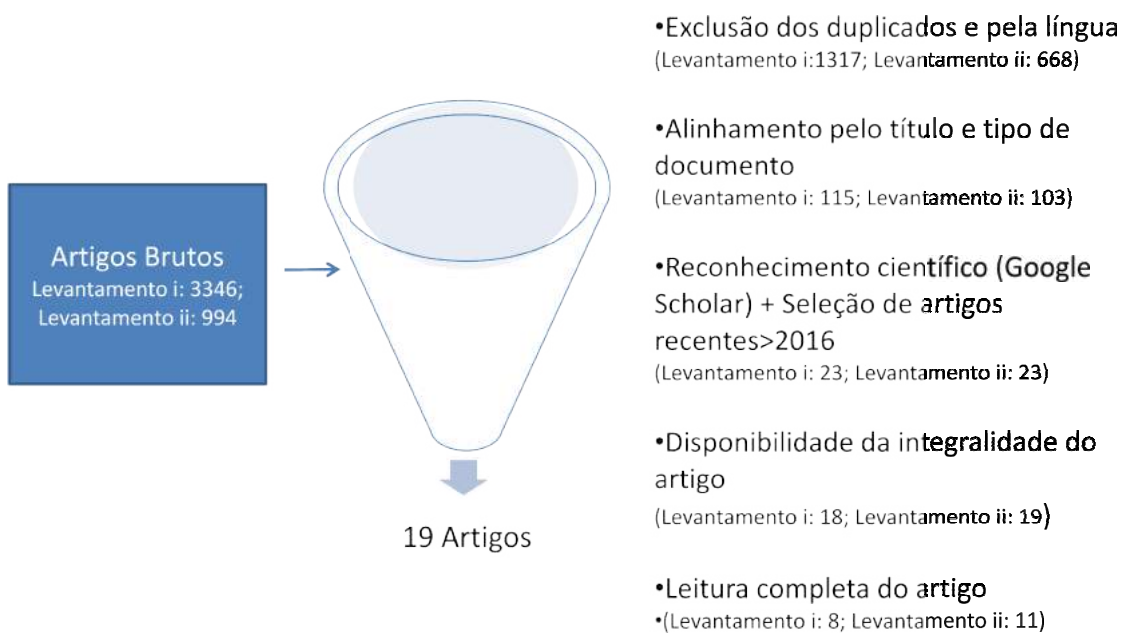 Artigos Brutos
Levantamento i: 3346;
Levantamento ii: 994
19 Artigos
•Exclusão dos duplicados e pela língua
(Levantamento i:1317; Levantamento ii: 668)
•Alinhamento pelo título e tipo de
documento
(Levantamento i: 115; Levantamento ii: 103)
•Reconhecimento científico (Google
Scholar) + Seleção de artigos
recentes>2016
(Levantamento i: 23; Levantamento ii: 23)
•Disponibilidade da integralidade do
artigo
(Levantamento i: 18; Levantamento ii: 19)
•Leitura completa do artigo
•(Levantamento i: 8; Levantamento ii: 11)